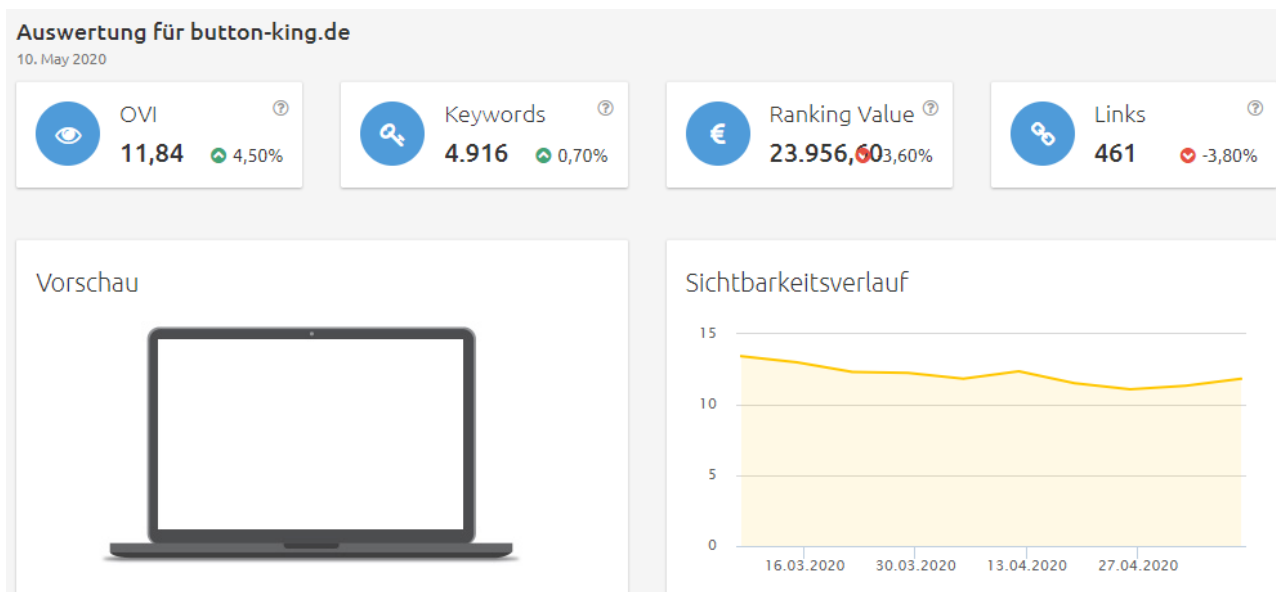 Auswertung für button-king.de
10. May 2020
OVI
11,84 4,50%
Keywords
4.916 0,70%
Ranking Value
23.956,60 3,60%
Links
461 -3,80%
Vorschau
Sichtbarkeitsverlauf
15
10
5
0
16.03.2020 30.03.2020 13.04.2020 27.04.2020